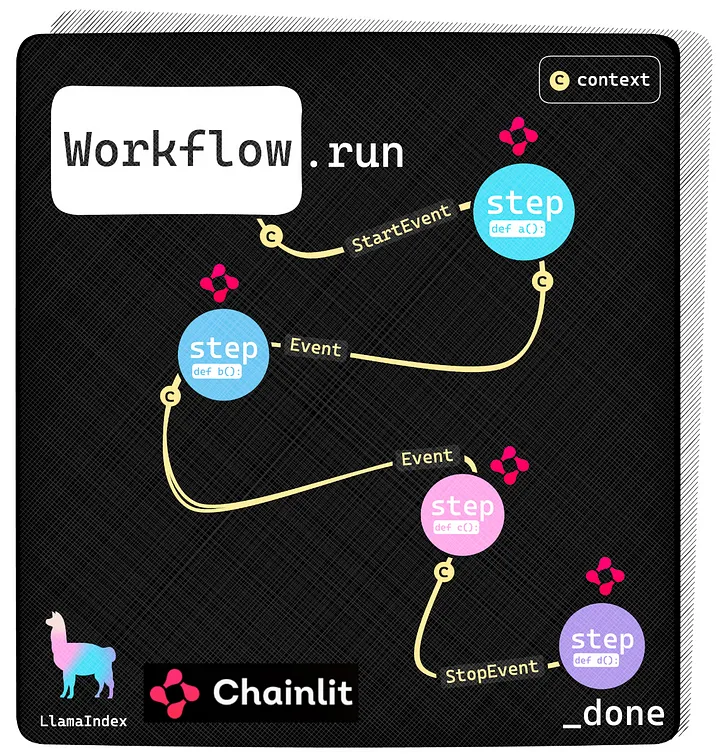 C context
Workflow.run
C
StartEvent
step
def a():
C
step
def b():
Event
C
Event
step
def c():
C
StopEvent
step
def d():
_done
LlamaIndex
Chainlit